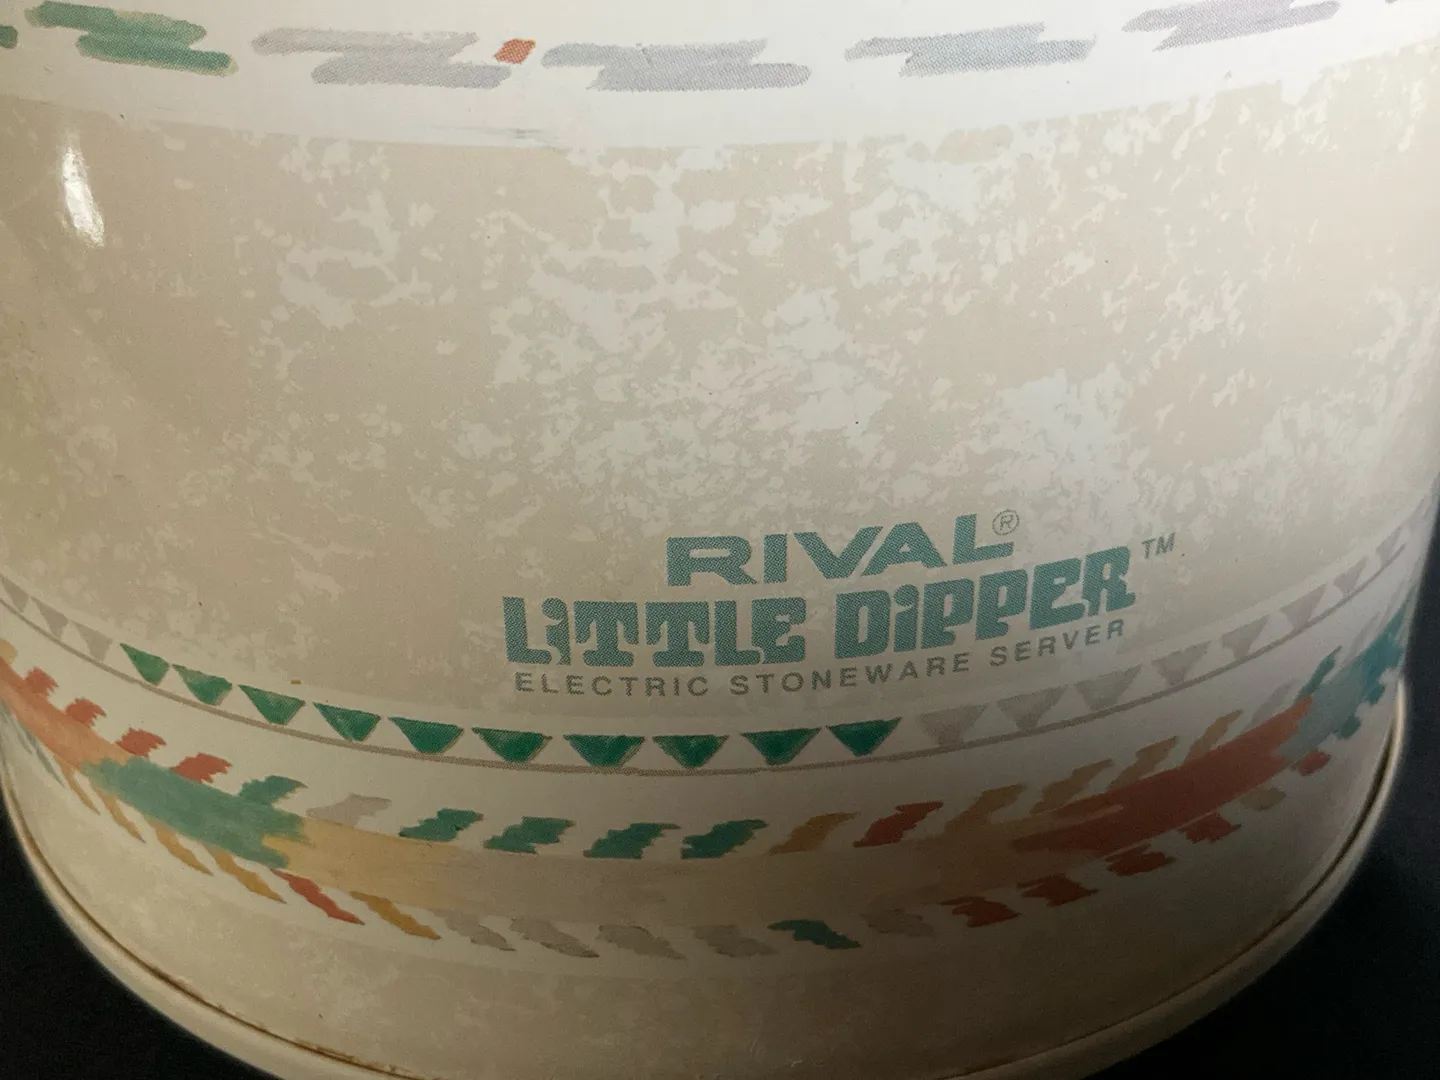 RIVAL®
LiTTLE DiPPER™
ELECTRIC STONEWARE SERVER